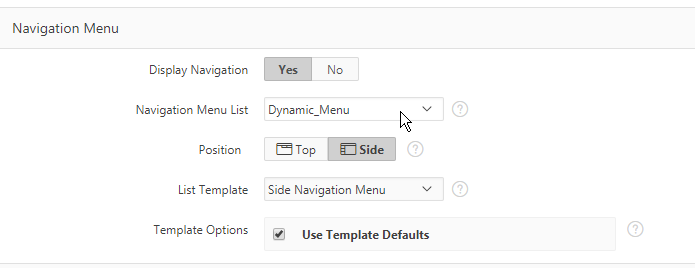 Navigation Menu
Display Navigation Yes No
Navigation Menu List Dynamic_Menu ?
Position Top Side ?
List Template Side Navigation Menu ?
Template Options Use Template Defaults ?